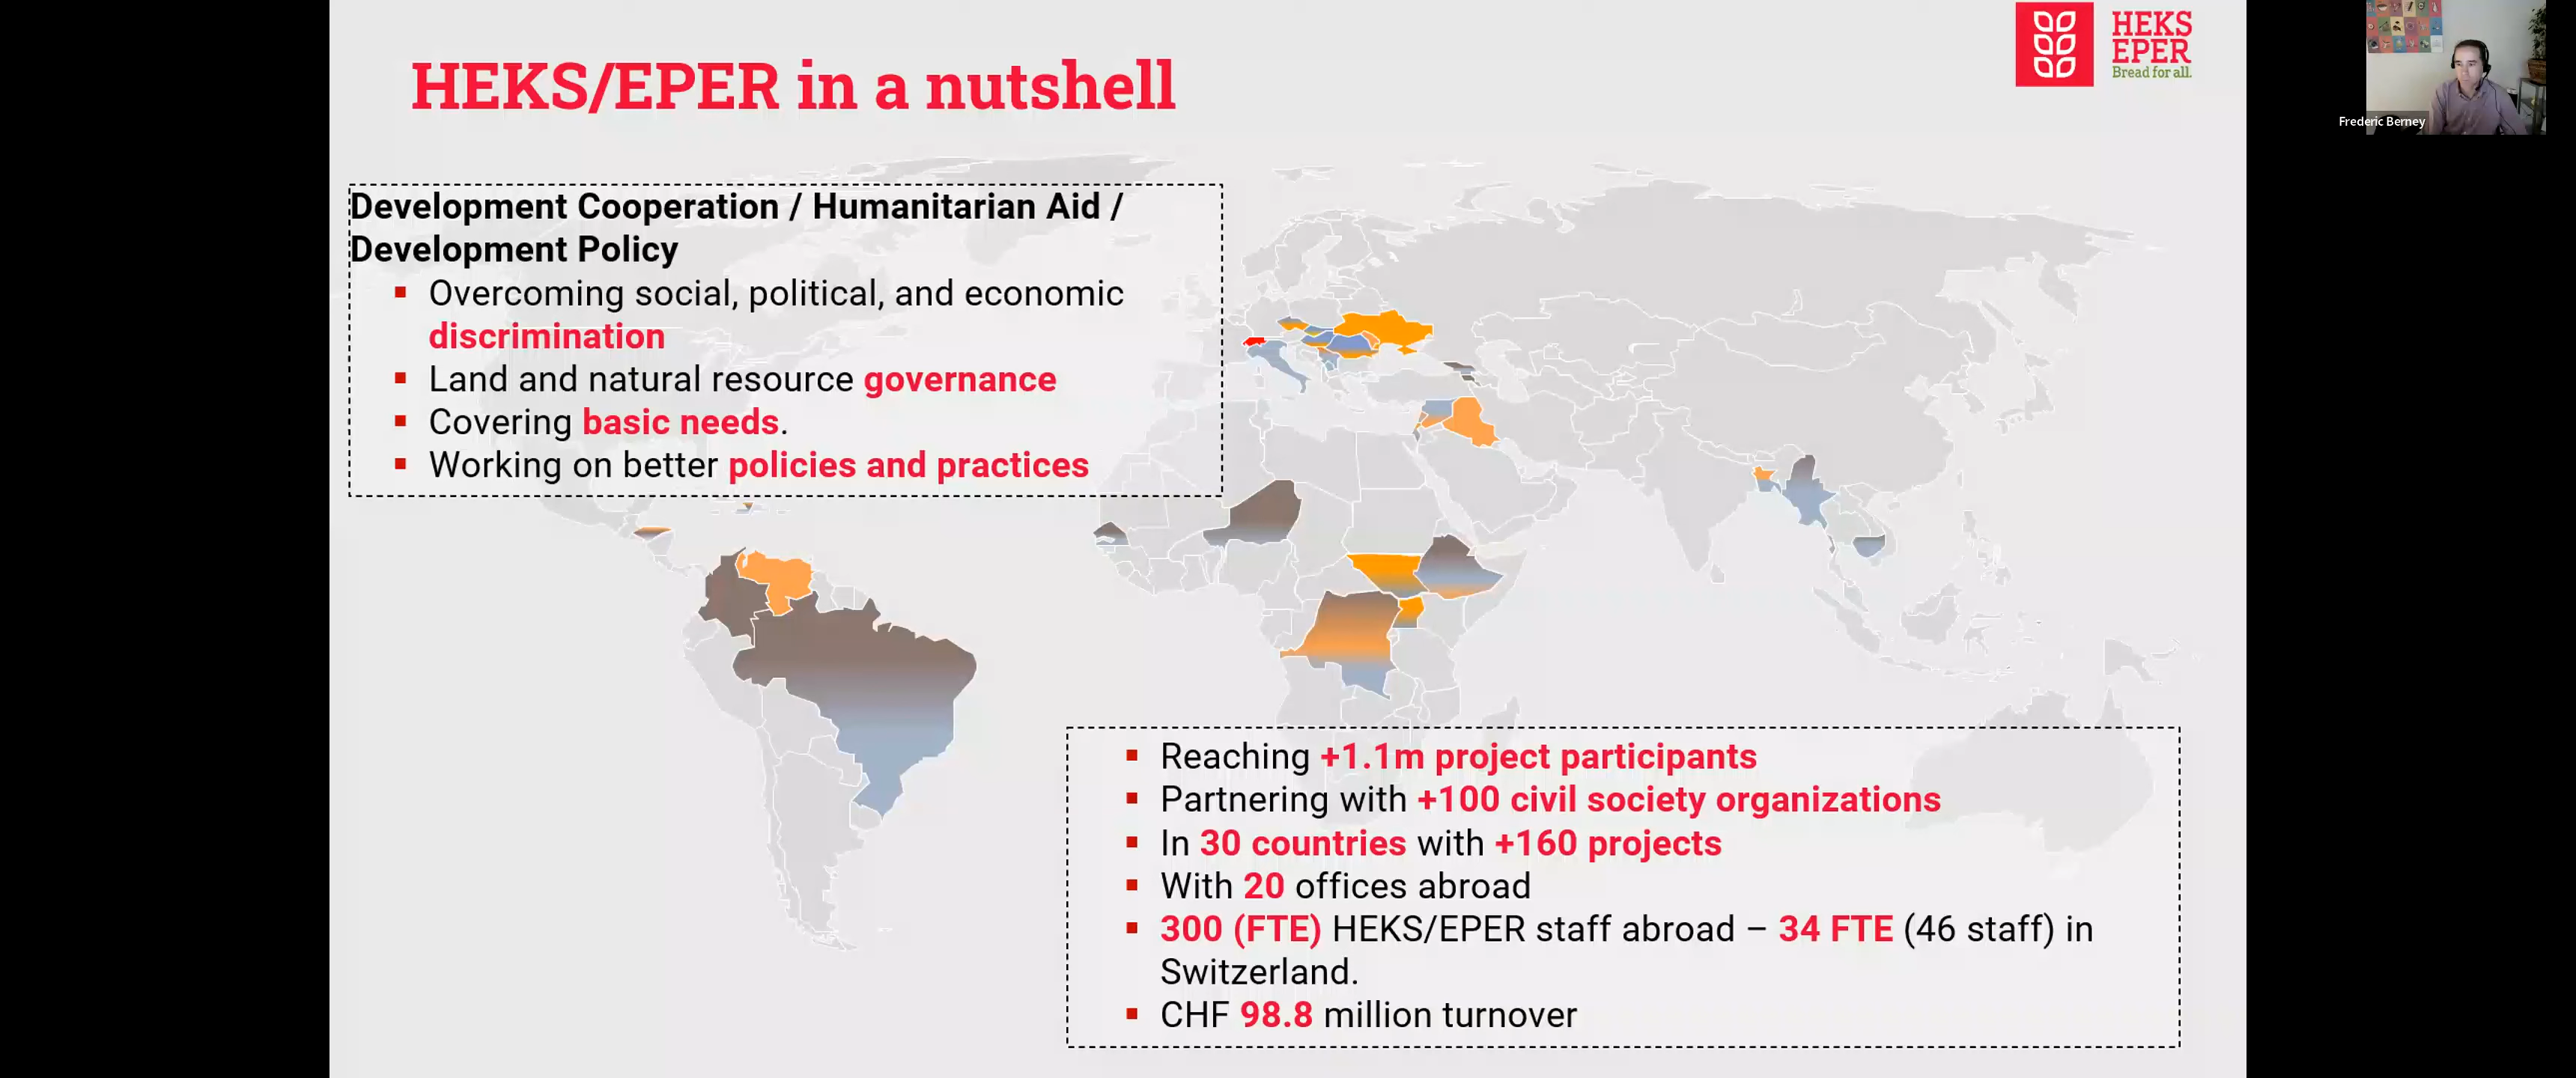 HEKS/EPER in a nutshell
HEKS
EPER
Bread for all.
Frederic Berney
Development Cooperation / Humanitarian Aid /
Development Policy
Overcoming social, political, and economic
discrimination
Land and natural resource governance
Covering basic needs.
Working on better policies and practices
Reaching +1.1m project participants
Partnering with +100 civil society organizations
In 30 countries with +160 projects
With 20 offices abroad
300 (FTE) HEKS/EPER staff abroad – 34 FTE (46 staff) in
Switzerland.
CHF 98.8 million turnover